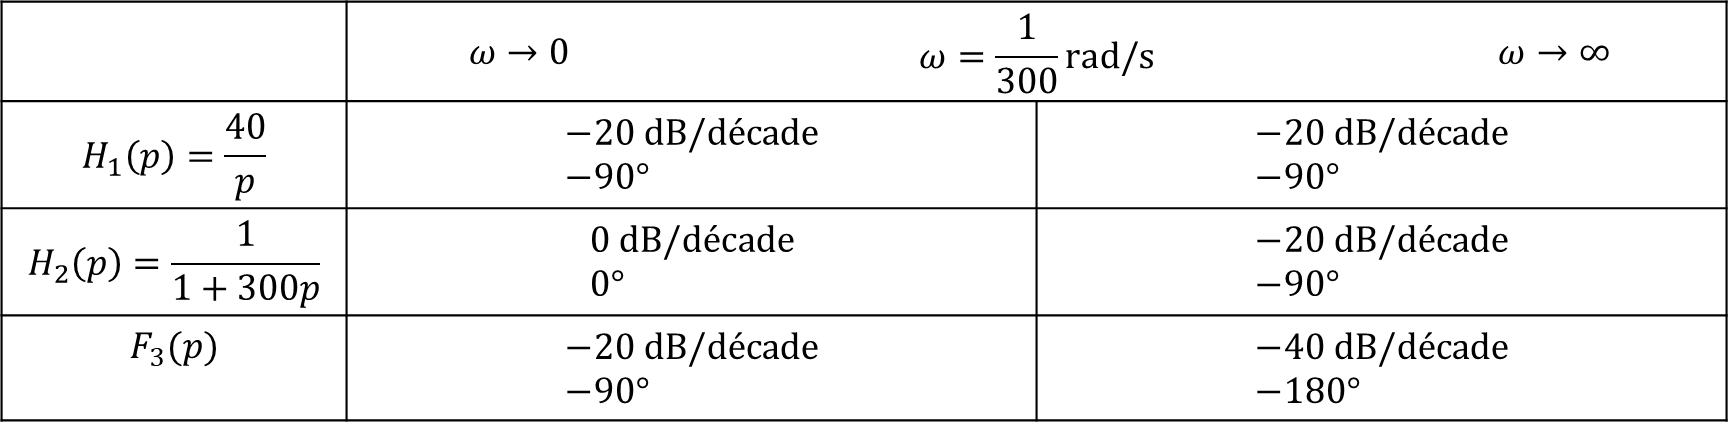 ω → 0 ω = 1/300 rad/s ω → ∞
H₁(p) = 40/p −20 dB/décade −20 dB/décade
−90° −90°
H₂(p) = 1/(1 + 300p) 0 dB/décade −20 dB/décade
0° −90°
F₃(p) −20 dB/décade −40 dB/décade
−90° −180°